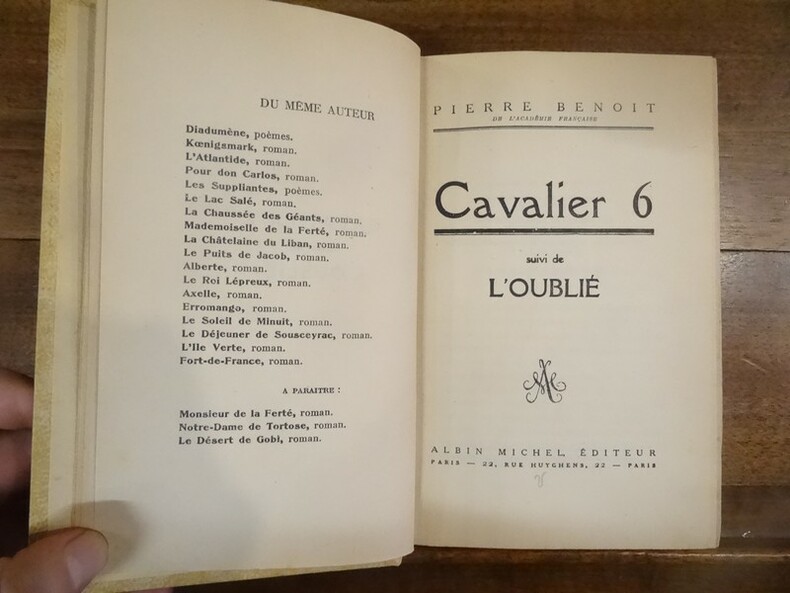 DU MÊME AUTEUR
Diadumène, poèmes.
Kœnigsmark, roman.
L'Atlantide, roman.
Pour don Carlos, roman.
Les Suppliantes, poèmes.
Le Lac Salé, roman.
La Chaussée des Géants, roman.
Mademoiselle de la Ferté, roman.
La Châtelaine du Liban, roman.
Le Puits de Jacob, roman.
Alberte, roman.
Le Roi Lépreux, roman.
Axelle, roman.
Erromango, roman.
Le Soleil de Minuit, roman.
Le Déjeuner de Sousceyrac, roman.
L'Ile Verte, roman.
Fort-de-France, roman.
A PARAITRE :
Monsieur de la Ferté, roman.
Notre-Dame de Tortose, roman.
Le Désert de Gobi, roman.
PIERRE BENOIT
DE L'ACADÉMIE FRANÇAISE
Cavalier 6
suivi de
L'OUBLIÉ
AM
ALBIN MICHEL, ÉDITEUR
PARIS — 22, RUE HUYGHENS, 22 — PARIS